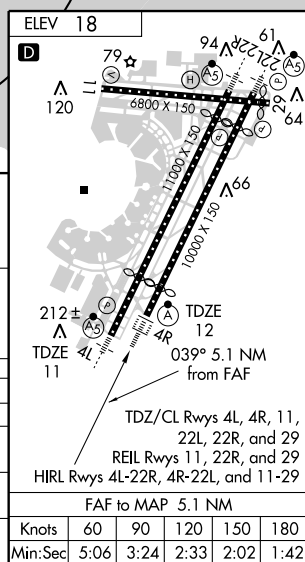 ELEV 18
D
79
94
61
22R
22L
A5
A5
H
V
P
11
29
120
6800 X 150
64
P
11000 X 150
10000 X 150
66
212 ±
P
A5
A
TDZE
12
TDZE
11
4L
4R
039° 5.1 NM
from FAF
TDZ/CL Rwys 4L, 4R, 11,
22L, 22R, and 29
REIL Rwys 11, 22R, and 29
HIRL Rwys 4L-22R, 4R-22L, and 11-29
FAF to MAP 5.1 NM
Knots 60 90 120 150 180
Min:Sec 5:06 3:24 2:33 2:02 1:42